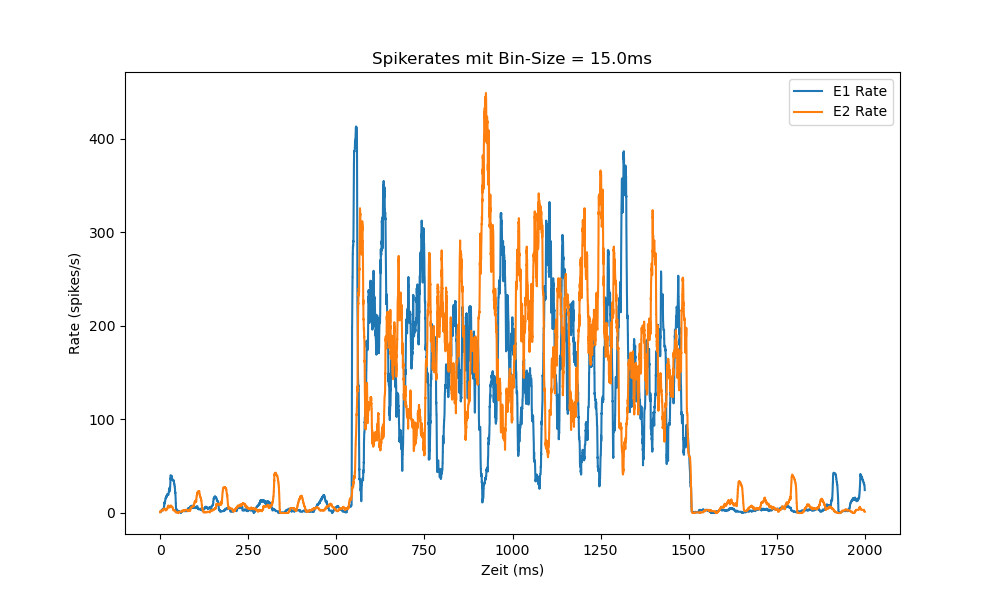 Spikerates mit Bin-Size = 15.0ms
E1 Rate
E2 Rate
Rate (spikes/s)
400
300
200
100
0
0 250 500 750 1000 1250 1500 1750 2000
Zeit (ms)